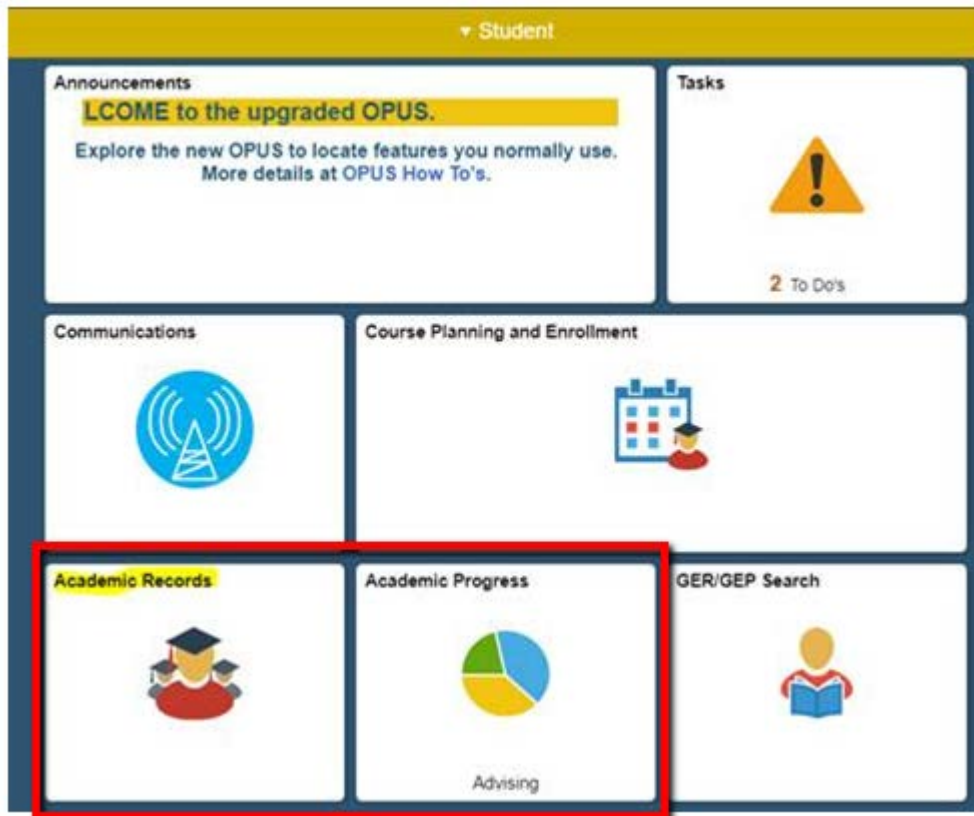 ▾ Student
Announcements
LCOME to the upgraded OPUS.
Explore the new OPUS to locate features you normally use.
More details at OPUS How To's.
Tasks
2 To Do's
Communications
Course Planning and Enrollment
Academic Records
Academic Progress
Advising
GER/GEP Search